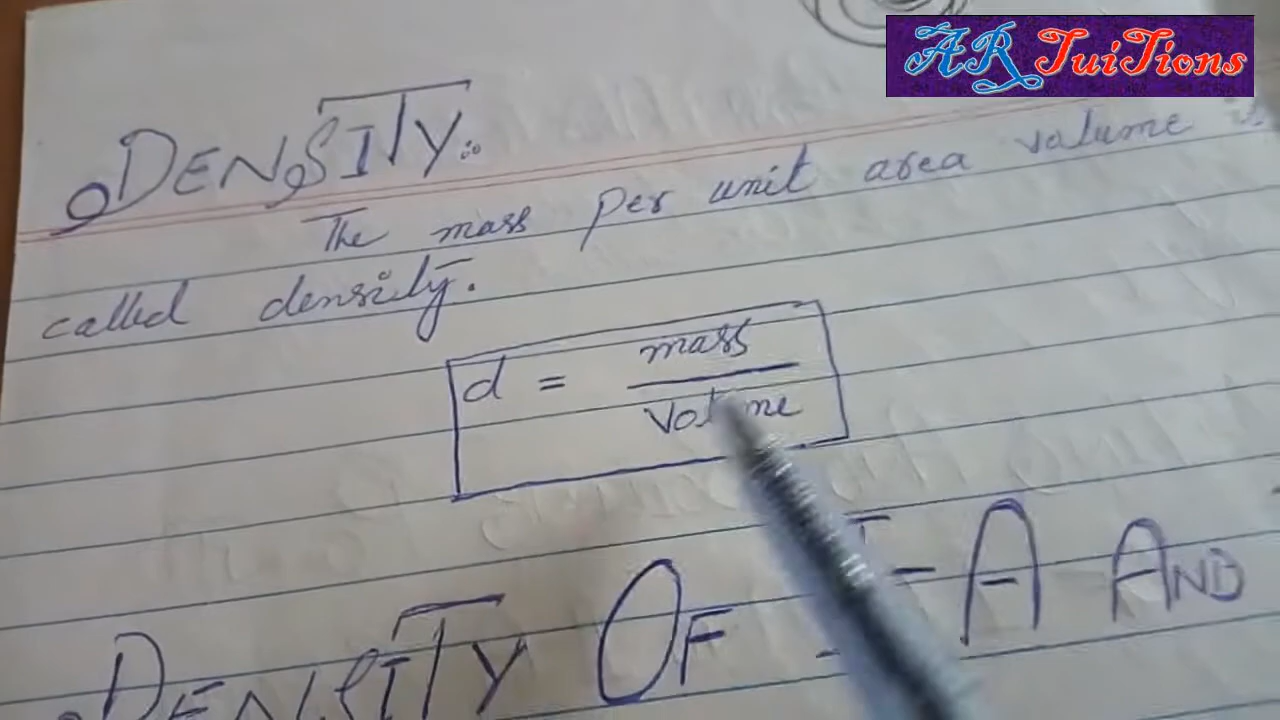 AR TuiTions
DENSITY:
The mass per unit area volume is
called density.
d = mass
volume
DENSITY OF I-A AND